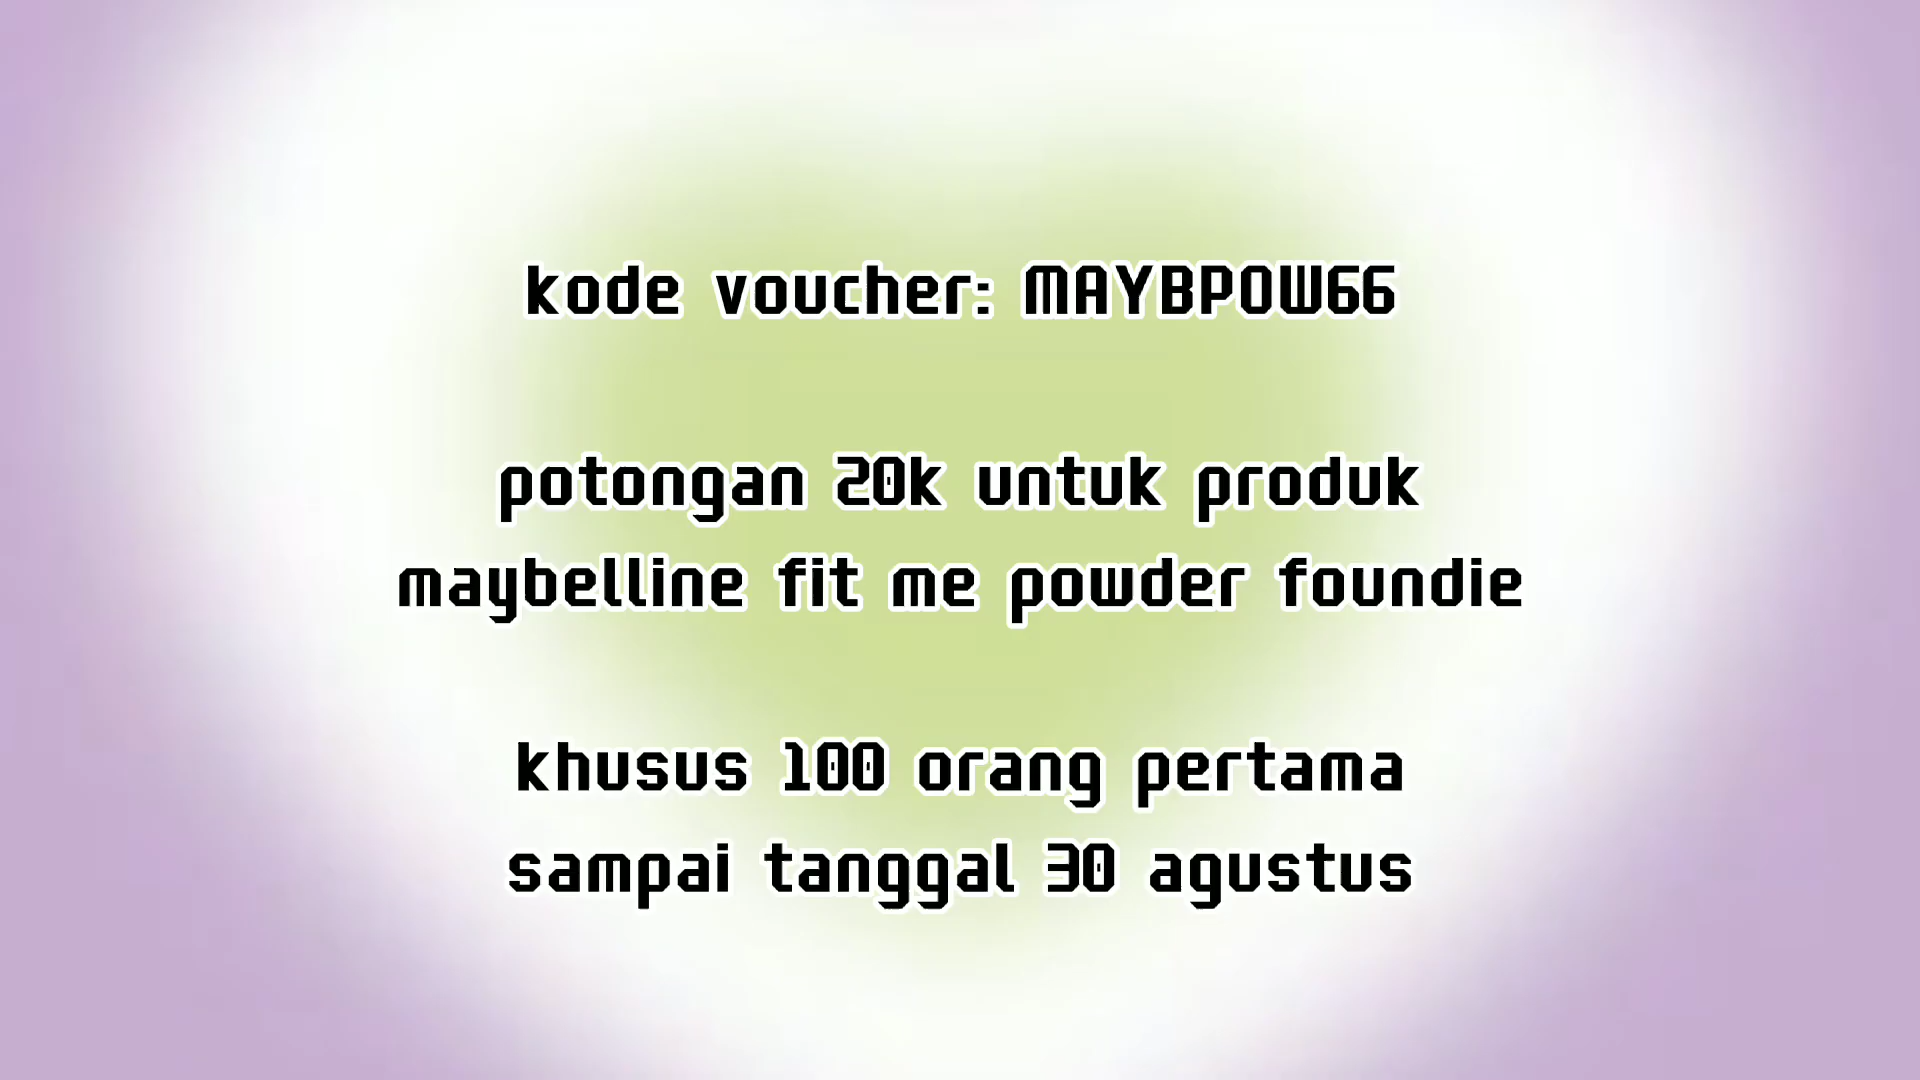 kode voucher: MAYBPOW66
potongan 20k untuk produk
maybelline fit me powder foundie
khusus 100 orang pertama
sampai tanggal 30 agustus